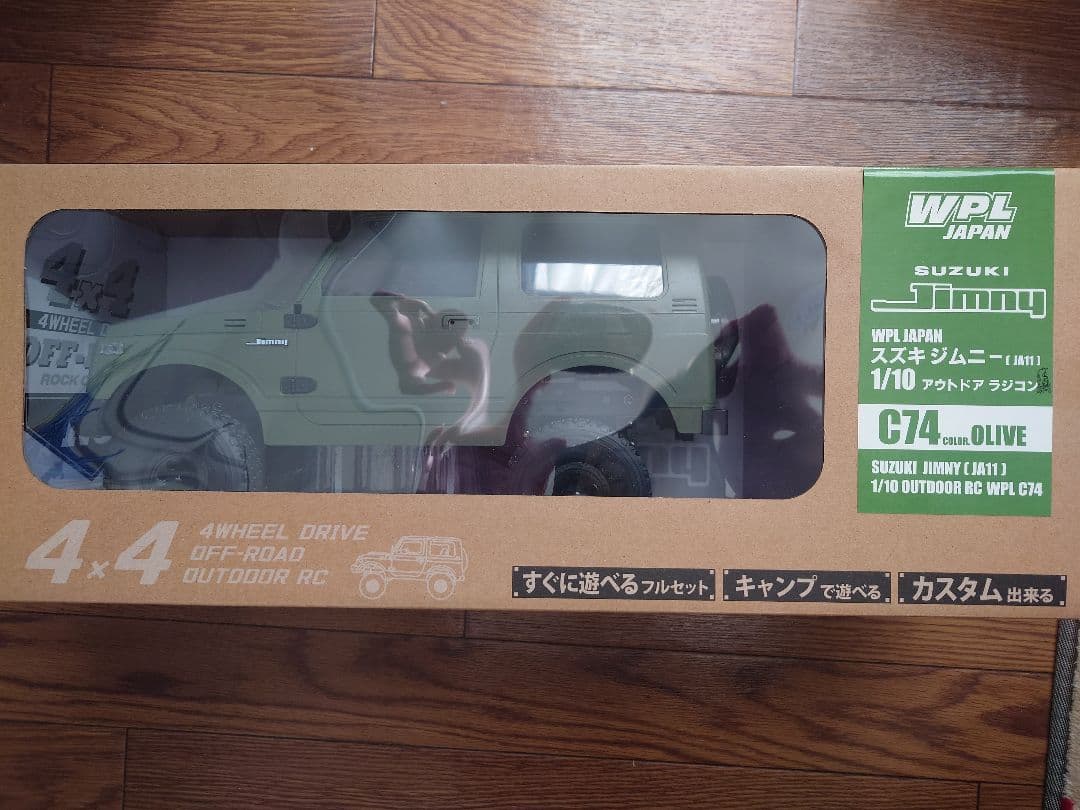 4x4
4WHEEL D
OFF-
ROCK
Jimny
WPL
JAPAN
SUZUKI
Jimny
WPL JAPAN
スズキ ジムニー ( JA11 )
1/10 アウトドア ラジコン
C74 COLOR. OLIVE
SUZUKI JIMNY ( JA11 )
1/10 OUTDOOR RC WPL C74
4x4
4WHEEL DRIVE
OFF-ROAD
OUTDOOR RC
すぐに遊べる フルセット
キャンプ で遊べる
カスタム 出来る